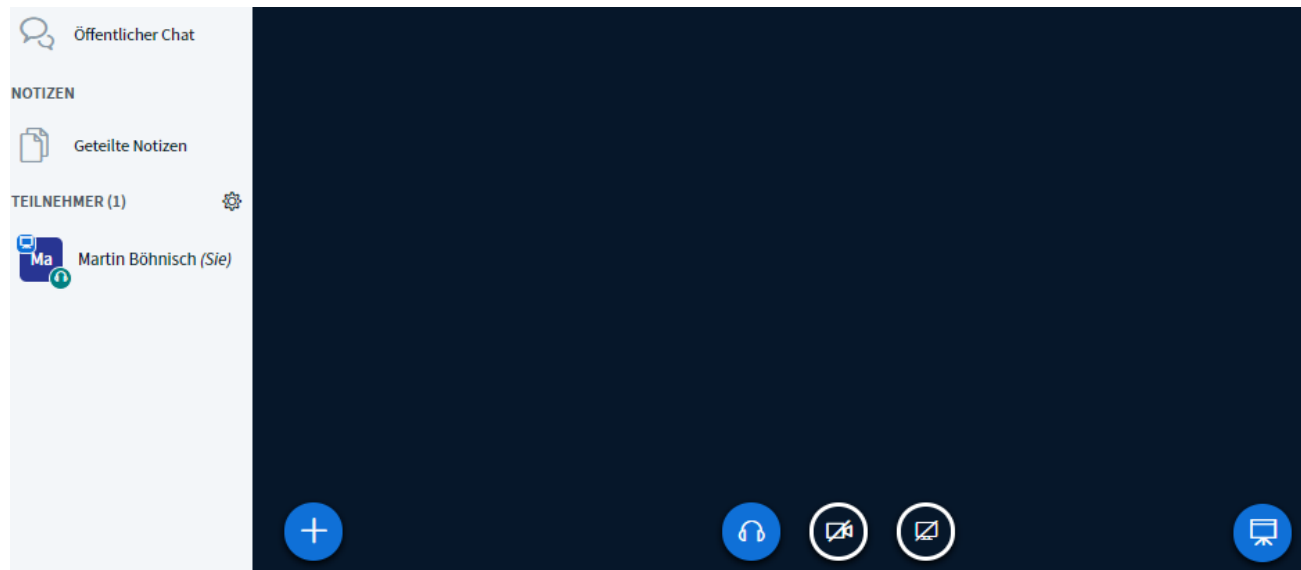 Öffentlicher Chat
NOTIZEN
Geteilte Notizen
TEILNEHMER (1)
Ma
Martin Böhnisch (Sie)